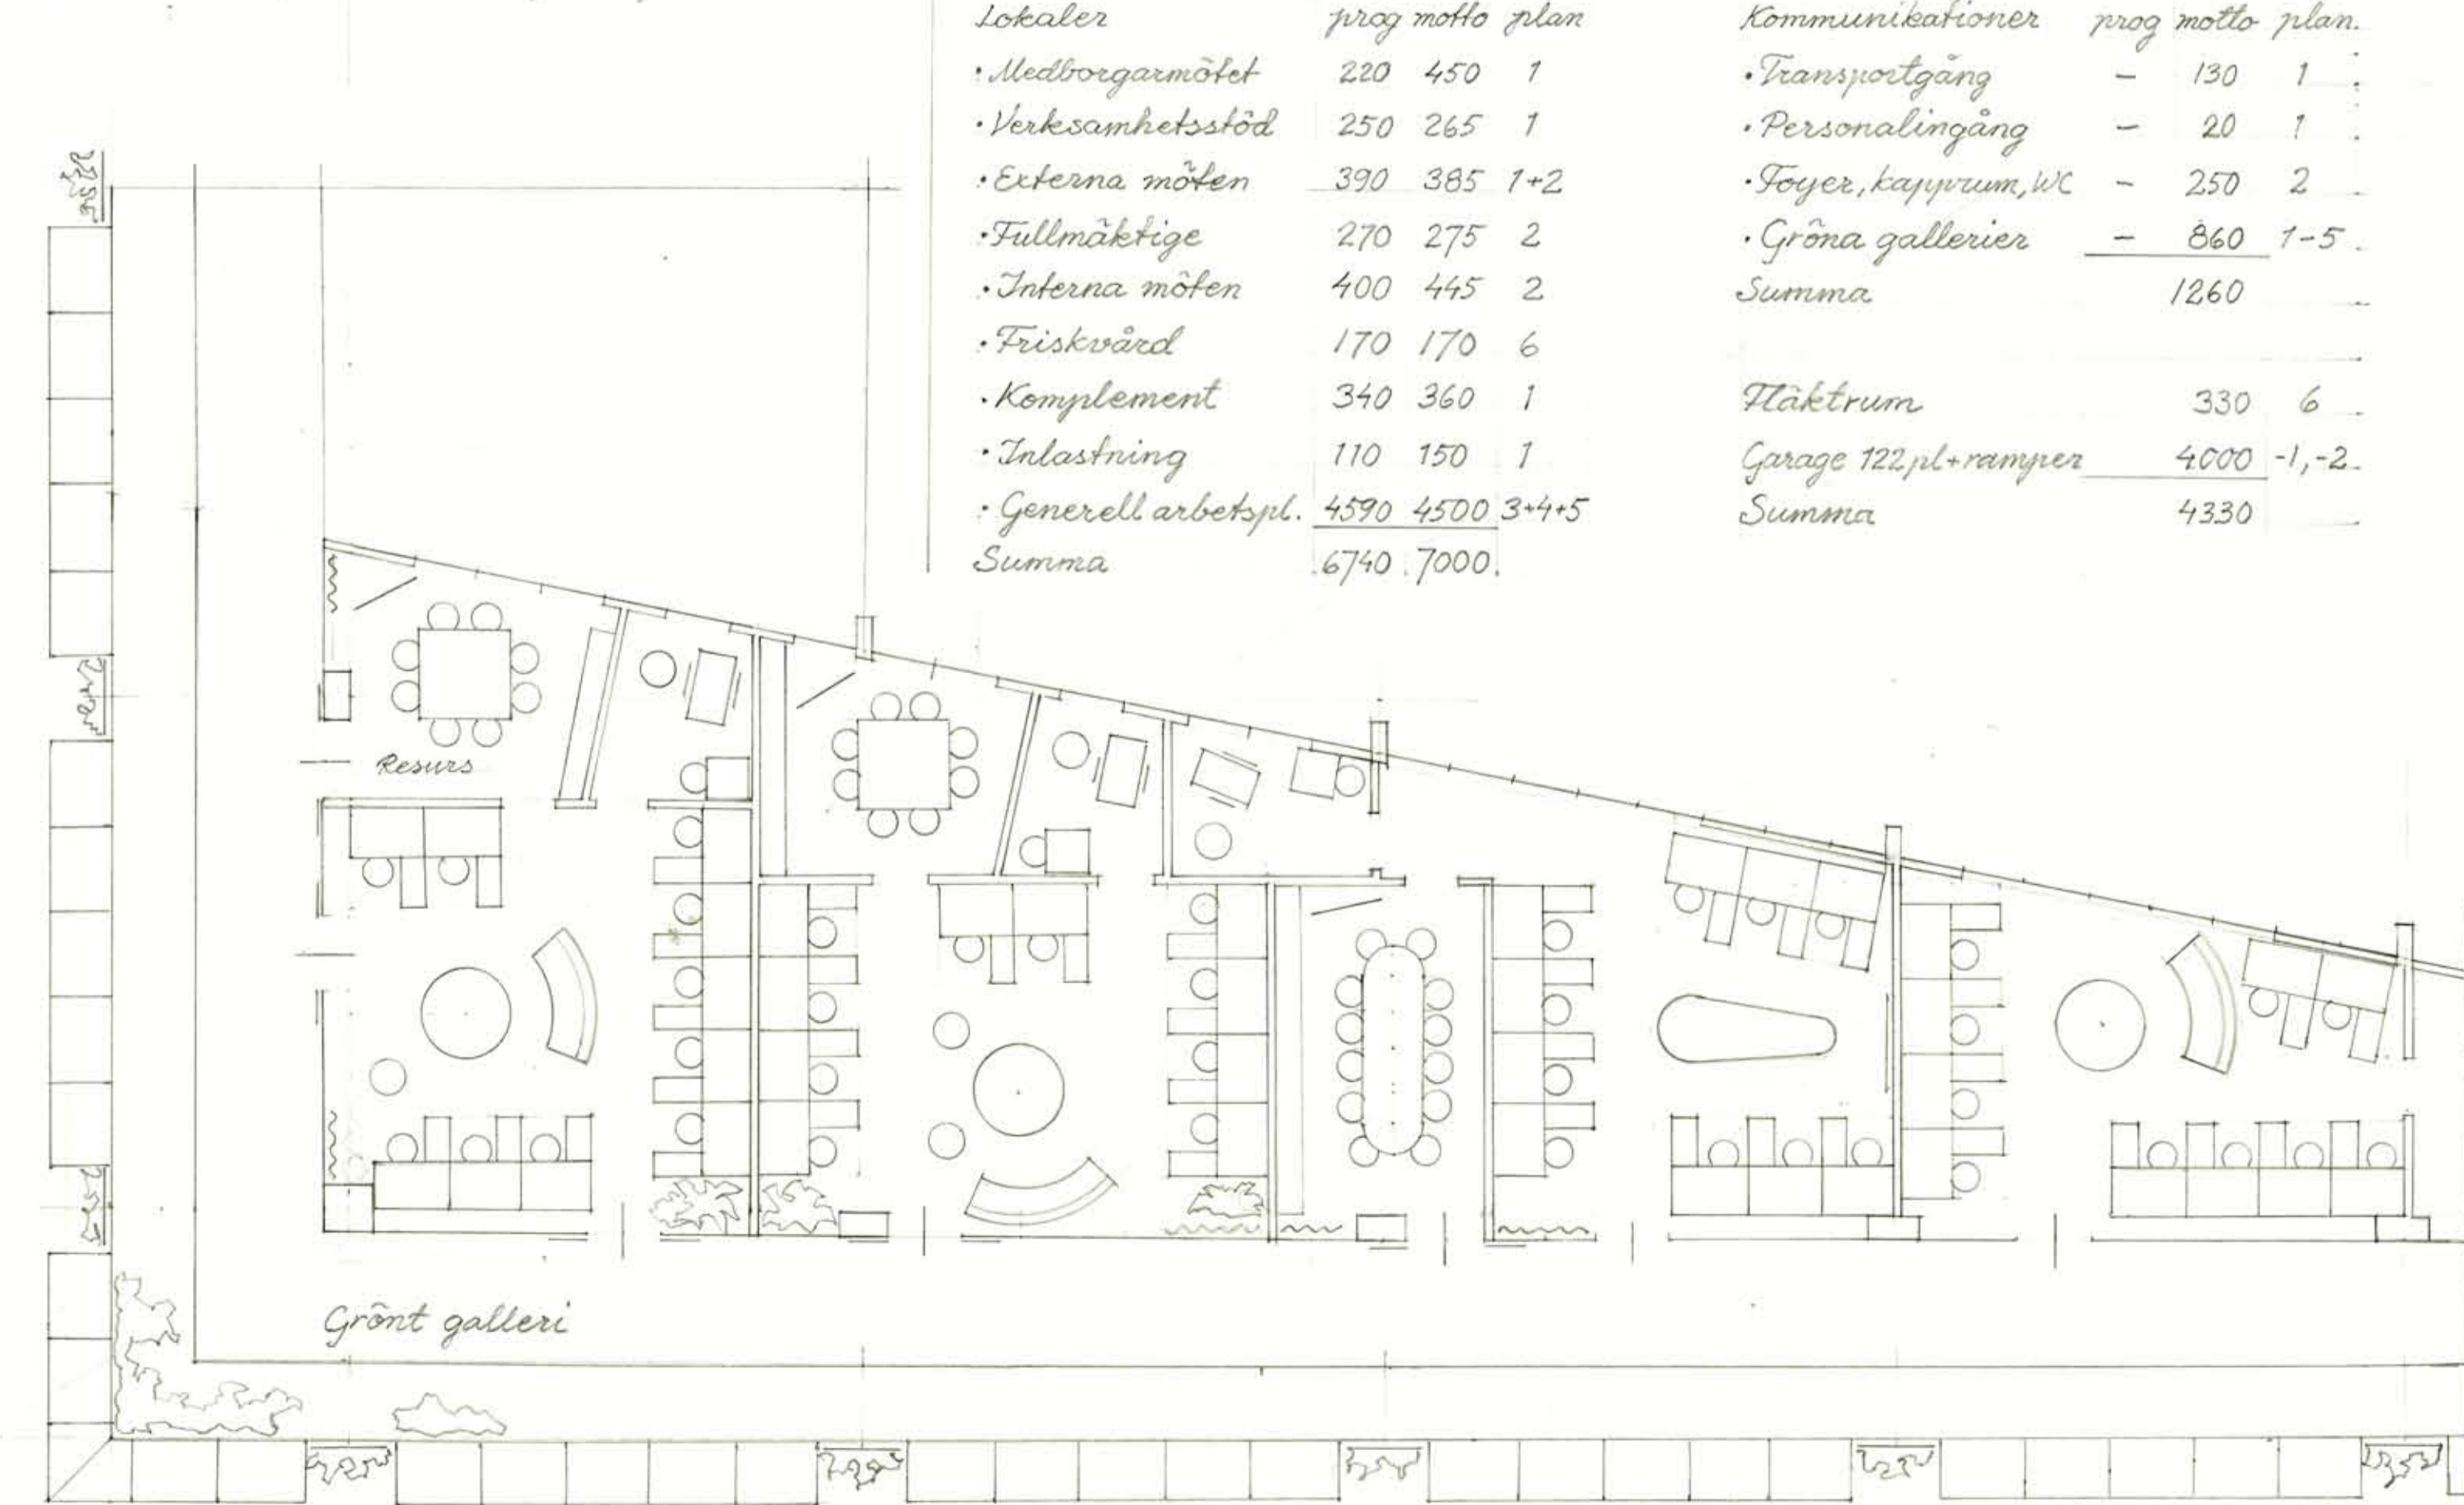 Lokaler prog motto plan
• Medborgarmötet 220 450 1
• Verksamhetsstöd 250 265 1
• Externa möten 390 385 1+2
• Fullmäktige 270 275 2
• Interna möten 400 445 2
• Friskvård 170 170 6
• Komplement 340 360 1
• Inlastning 110 150 1
• Generell arbetspl. 4590 4500 3+4+5
Summa 6740 7000
Kommunikationer prog motto plan.
• Transportgång – 130 1
• Personalingång – 20 1
• Foyer, kapprum, WC – 250 2
• Gröna gallerier – 860 1-5
Summa 1260
Fläktrum 330 6
Garage 122 pl+ramper 4000 -1,-2
Summa 4330
Resurs
Grönt galleri